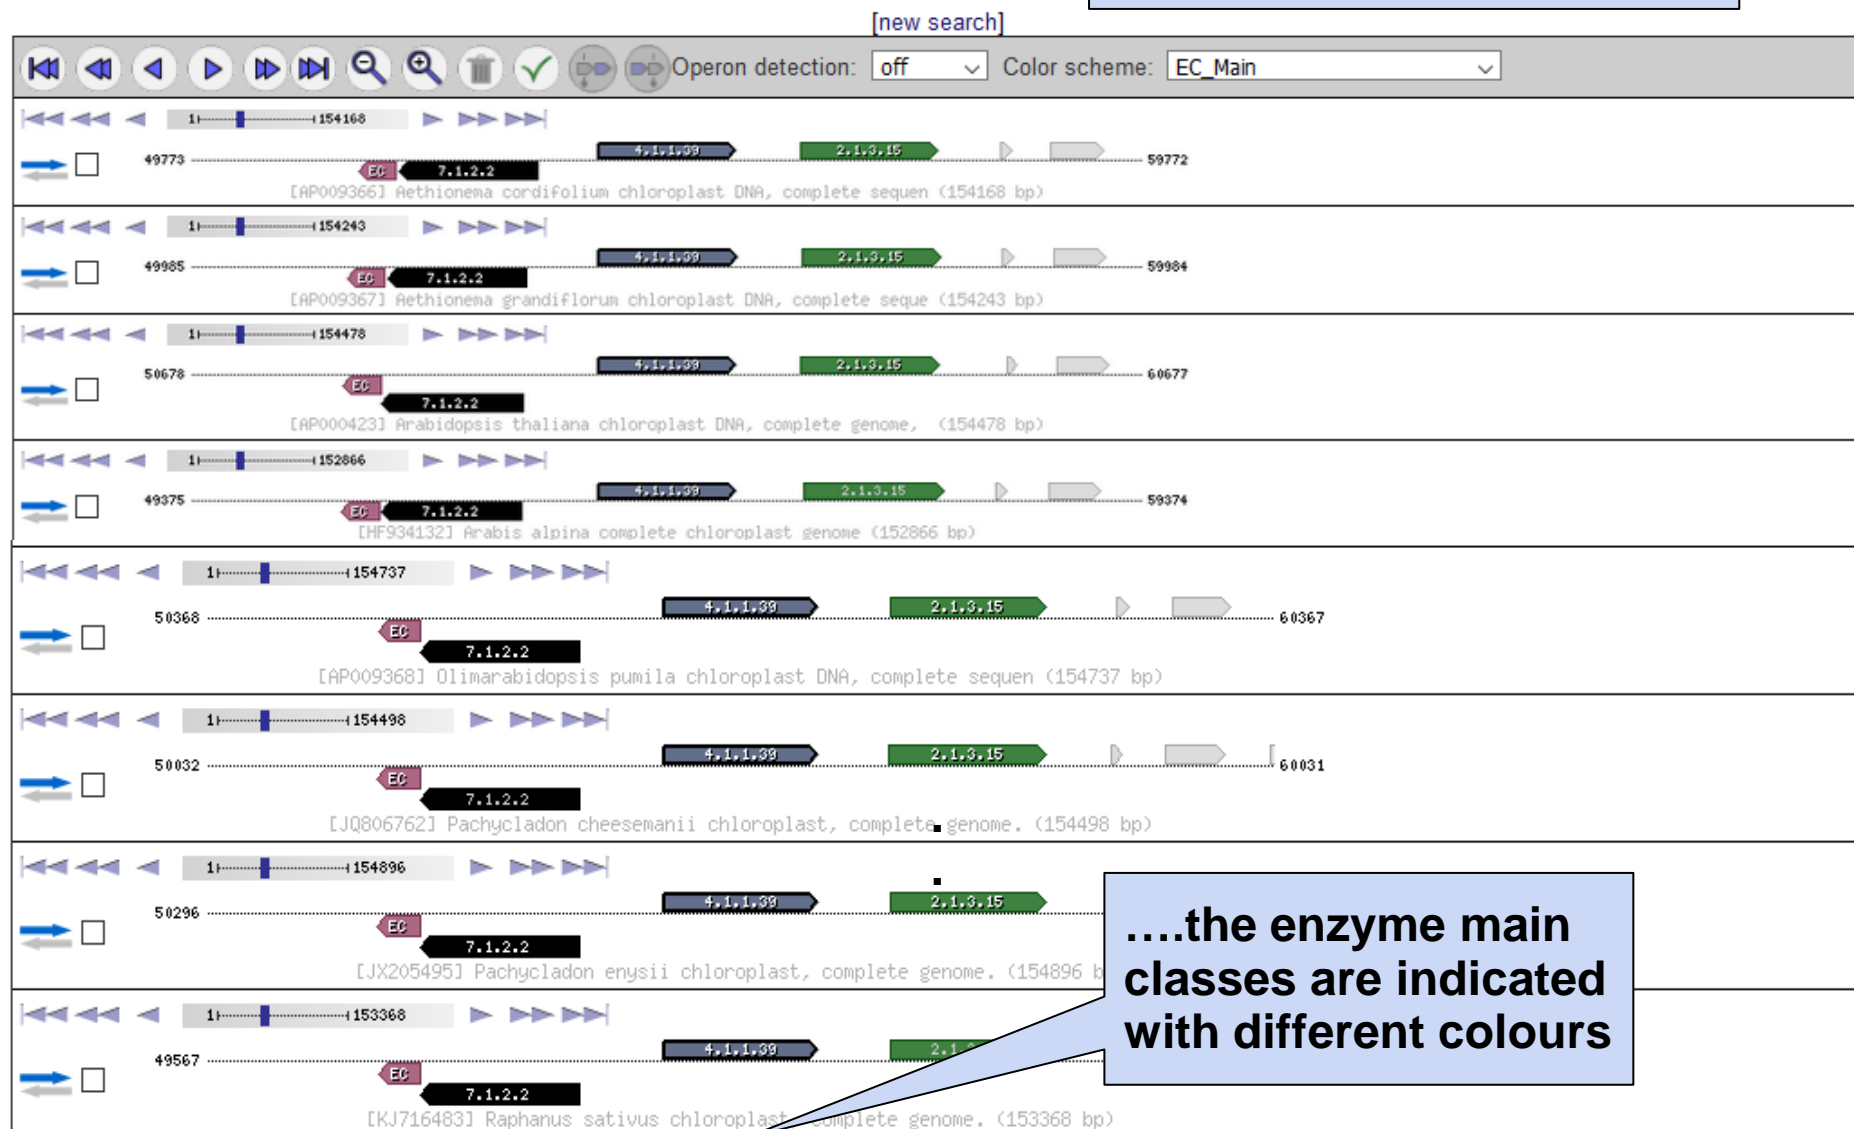 [new search]
Operon detection: off Color scheme: EC_Main
1 154168
49773 4.1.1.39 2.1.3.15 59772
EC 7.1.2.2
[AP009366] Aethionema cordifolium chloroplast DNA, complete sequen (154168 bp)
1 154243
49985 4.1.1.39 2.1.3.15 59984
EC 7.1.2.2
[AP009367] Aethionema grandiflorum chloroplast DNA, complete seque (154243 bp)
1 154478
50678 4.1.1.39 2.1.3.15 60677
EC
7.1.2.2
[AP000423] Arabidopsis thaliana chloroplast DNA, complete genome, (154478 bp)
1 152866
49375 4.1.1.39 2.1.3.15 59374
EC 7.1.2.2
[HF934132] Arabis alpina complete chloroplast genome (152866 bp)
1 154737
50368 4.1.1.39 2.1.3.15 60367
EC
7.1.2.2
[AP009368] Olimarabidopsis pumila chloroplast DNA, complete sequen (154737 bp)
1 154498
50032 4.1.1.39 2.1.3.15 60031
EC
7.1.2.2
[JQ806762] Pachycladon cheesemanii chloroplast, complete genome. (154498 bp)
1 154896
50296 4.1.1.39 2.1.3.15
EC
7.1.2.2
[JX205495] Pachycladon enysii chloroplast, complete genome. (154896 b
1 153368
49567 4.1.1.39 2.1.
EC
7.1.2.2
[KJ716483] Raphanus sativus chloroplast, complete genome. (153368 bp)
....the enzyme main
classes are indicated
with different colours